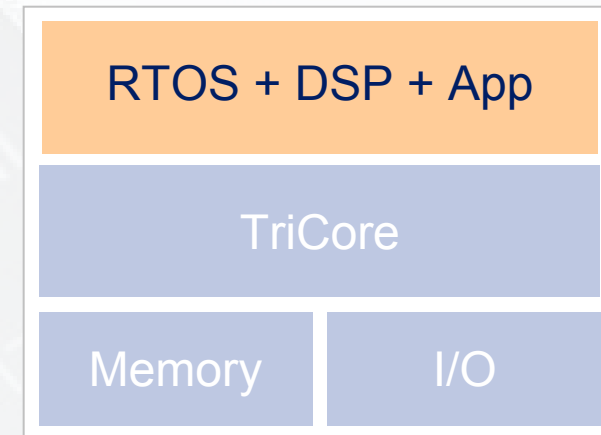 RTOS + DSP + App
TriCore
Memory I/O